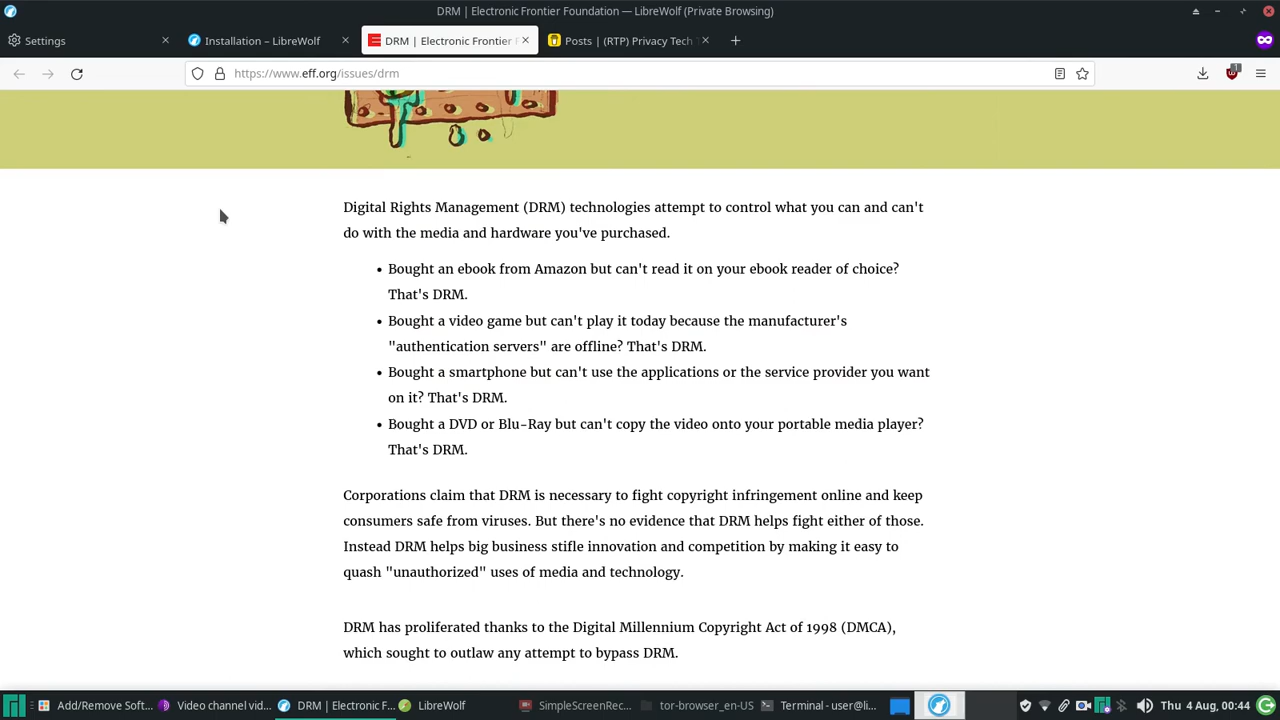 DRM | Electronic Frontier Foundation — LibreWolf (Private Browsing)
Settings
Installation – LibreWolf
DRM | Electronic Frontier F
Posts | (RTP) Privacy Tech T
https://www.eff.org/issues/drm
1
Digital Rights Management (DRM) technologies attempt to control what you can and can't
do with the media and hardware you've purchased.
• Bought an ebook from Amazon but can't read it on your ebook reader of choice?
That's DRM.
• Bought a video game but can't play it today because the manufacturer's
"authentication servers" are offline? That's DRM.
• Bought a smartphone but can't use the applications or the service provider you want
on it? That's DRM.
• Bought a DVD or Blu-Ray but can't copy the video onto your portable media player?
That's DRM.
Corporations claim that DRM is necessary to fight copyright infringement online and keep
consumers safe from viruses. But there's no evidence that DRM helps fight either of those.
Instead DRM helps big business stifle innovation and competition by making it easy to
quash "unauthorized" uses of media and technology.
DRM has proliferated thanks to the Digital Millennium Copyright Act of 1998 (DMCA),
which sought to outlaw any attempt to bypass DRM.
Add/Remove Soft...
Video channel vid...
DRM | Electronic F...
LibreWolf
SimpleScreenRec...
tor-browser_en-US
Terminal - user@li...
Thu 4 Aug, 00:44